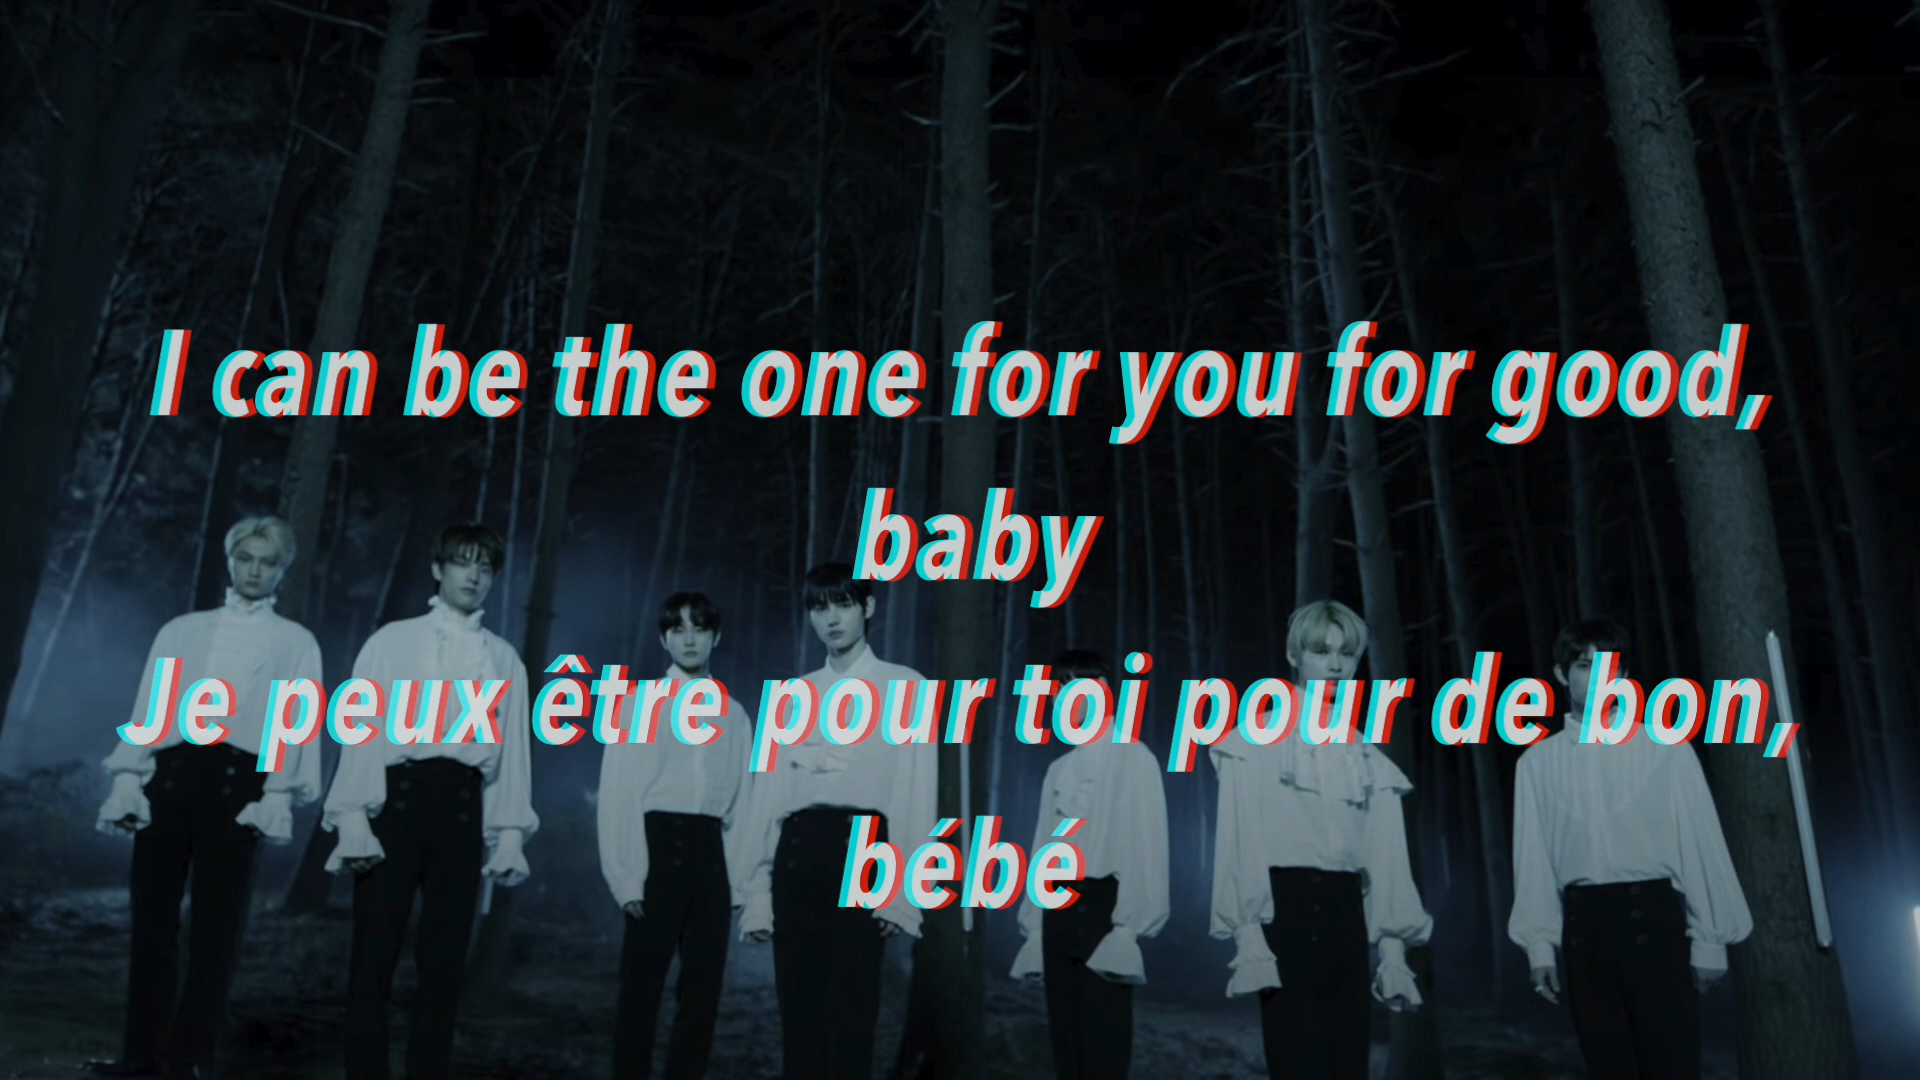 I can be the one for you for good,
baby
Je peux être pour toi pour de bon,
bébé